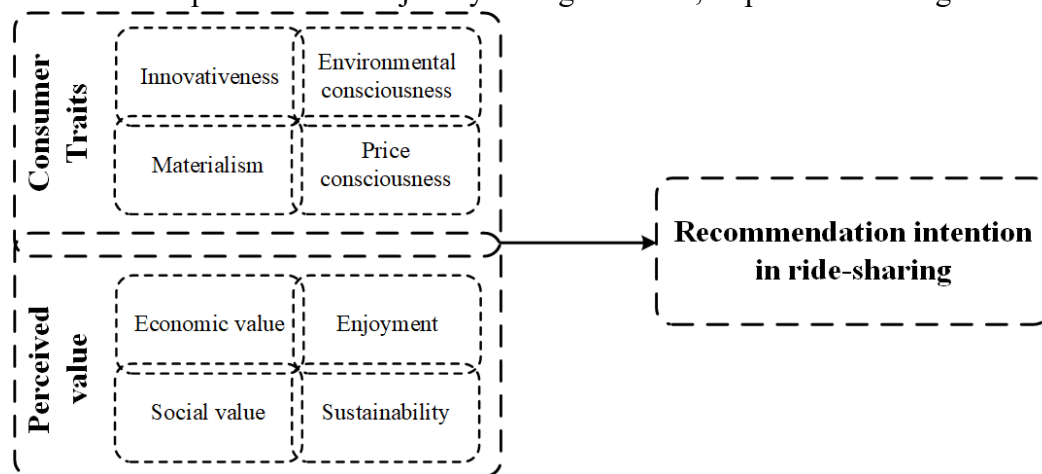 Consumer
Traits
Innovativeness
Environmental
consciousness
Materialism
Price
consciousness
Perceived
value
Economic value
Enjoyment
Social value
Sustainability
Recommendation intention
in ride-sharing